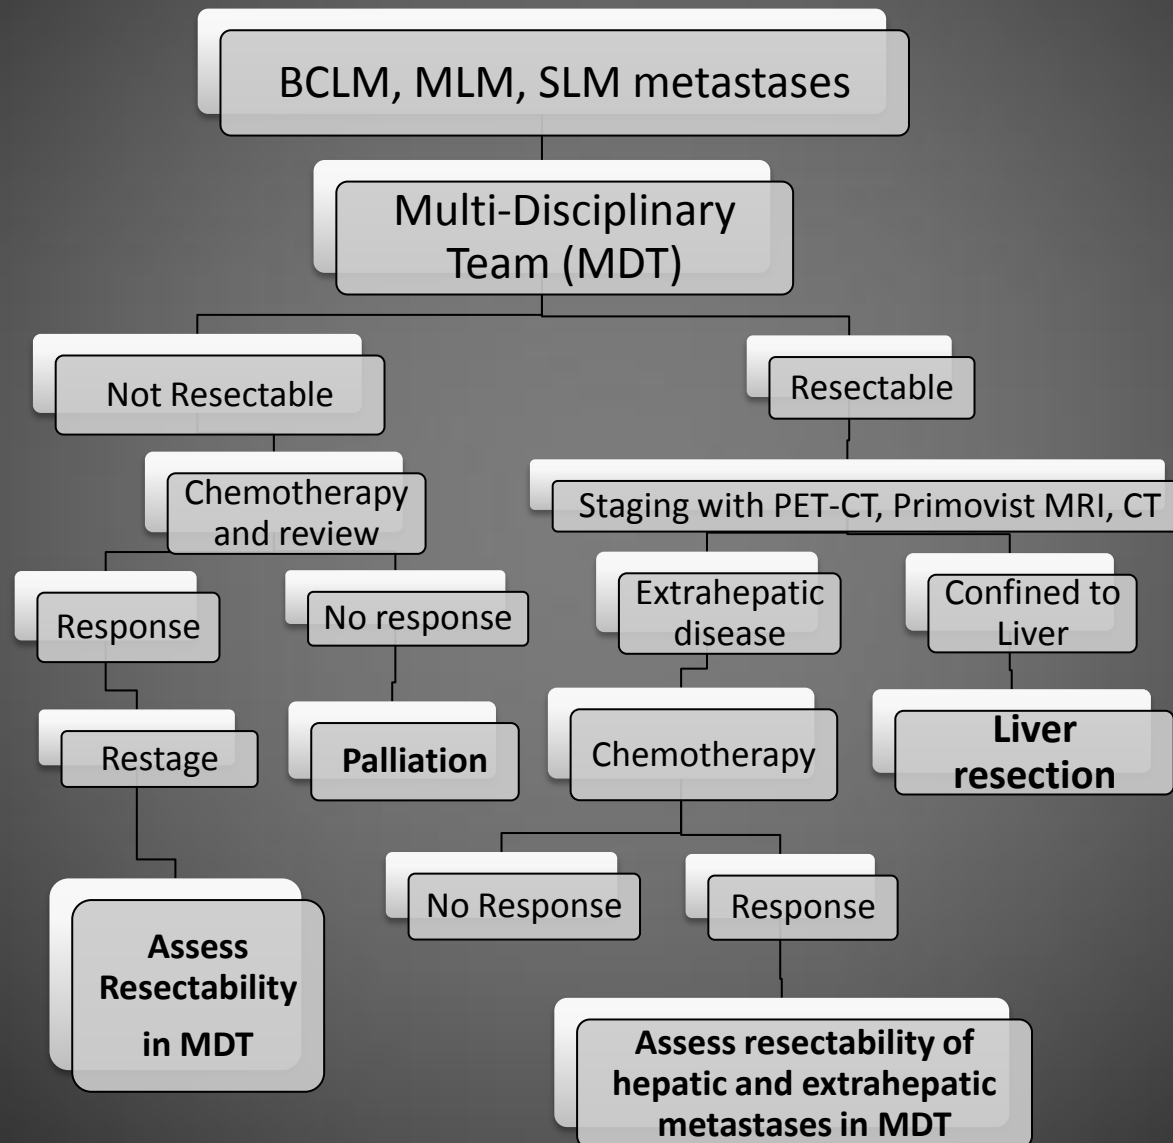 BCLM, MLM, SLM metastases
Multi-Disciplinary
Team (MDT)
Not Resectable
Resectable
Chemotherapy
and review
Staging with PET-CT, Primovist MRI, CT
Response
No response
Extrahepatic
disease
Confined to
Liver
Restage
Palliation
Chemotherapy
Liver
resection
No Response
Response
Assess
Resectability
in MDT
Assess resectability of
hepatic and extrahepatic
metastases in MDT